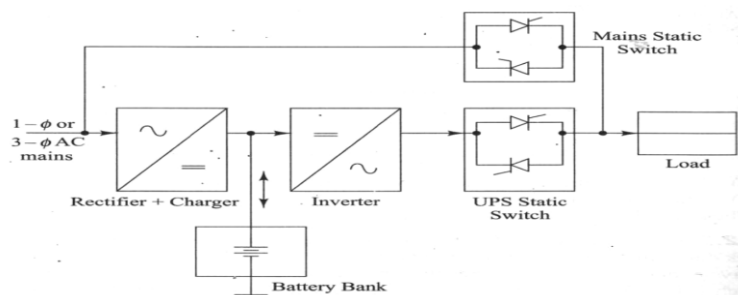 Mains Static
Switch
1 – ϕ or
3 – ϕ AC
mains
Rectifier + Charger
Inverter
UPS Static
Switch
Load
Battery Bank